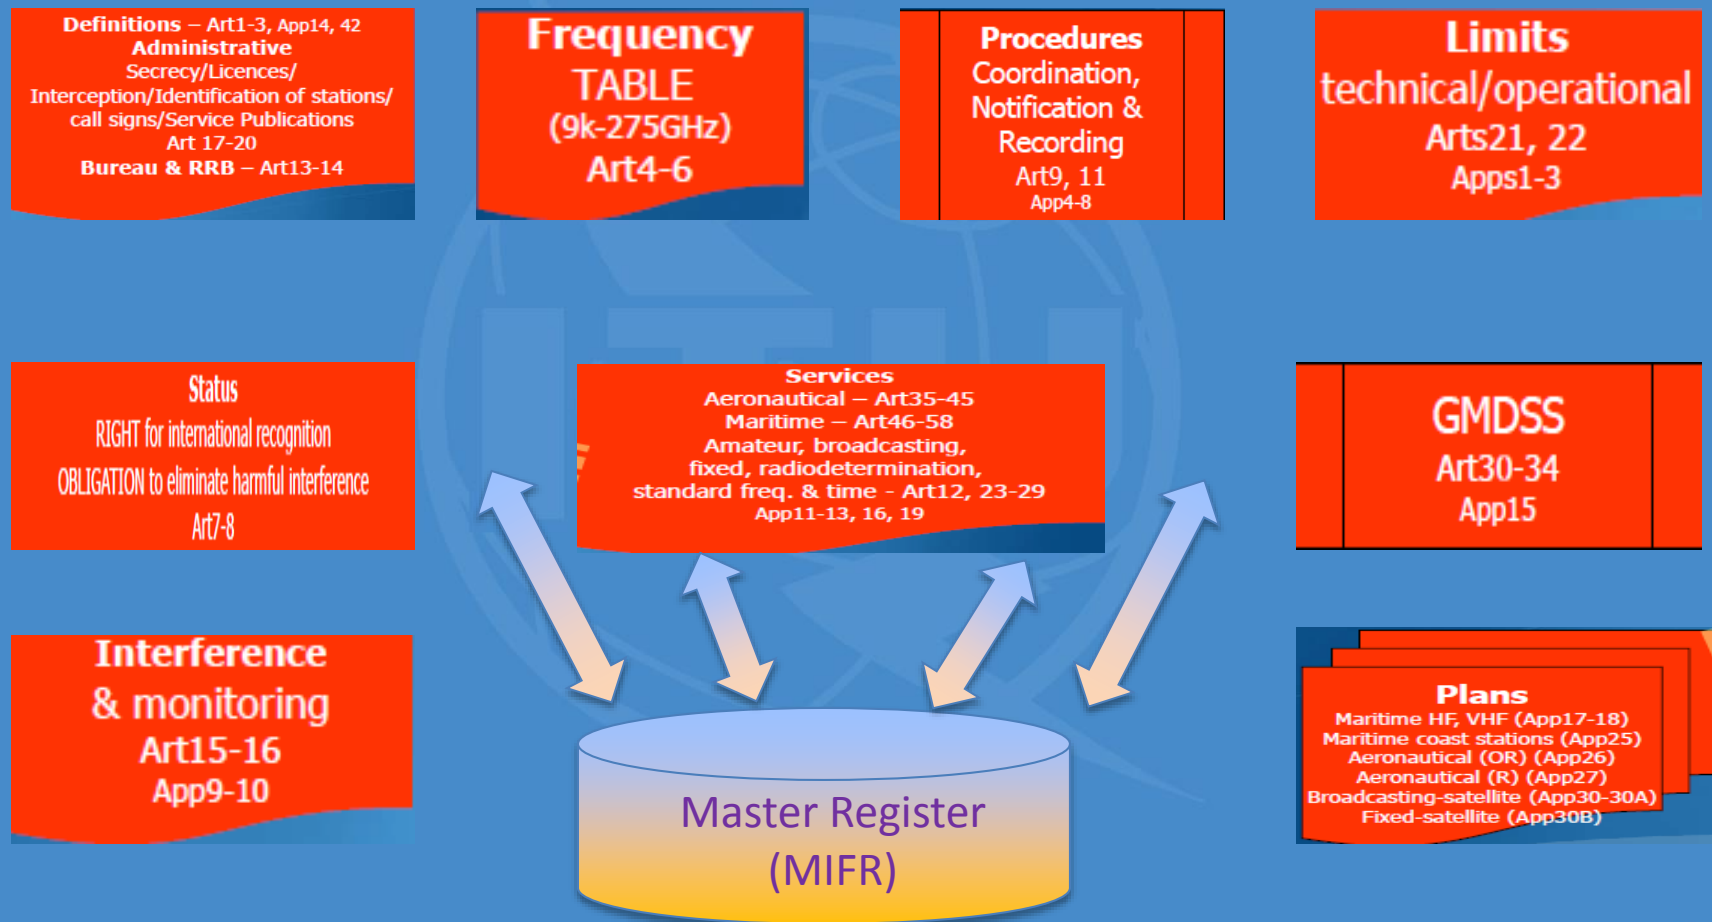 Definitions – Art1-3, App14, 42
Administrative
Secrecy/Licences/
Interception/Identification of stations/
call signs/Service Publications
Art 17-20
Bureau & RRB – Art13-14
Frequency
TABLE
(9k-275GHz)
Art4-6
Procedures
Coordination,
Notification &
Recording
Art9, 11
App4-8
Limits
technical/operational
Arts21, 22
Apps1-3
Status
RIGHT for international recognition
OBLIGATION to eliminate harmful interference
Art7-8
Services
Aeronautical – Art35-45
Maritime – Art46-58
Amateur, broadcasting,
fixed, radiodetermination,
standard freq. & time - Art12, 23-29
App11-13, 16, 19
GMDSS
Art30-34
App15
Interference
& monitoring
Art15-16
App9-10
Plans
Maritime HF, VHF (App17-18)
Maritime coast stations (App25)
Aeronautical (OR) (App26)
Aeronautical (R) (App27)
Broadcasting-satellite (App30-30A)
Fixed-satellite (App30B)
Master Register
(MIFR)
ITU